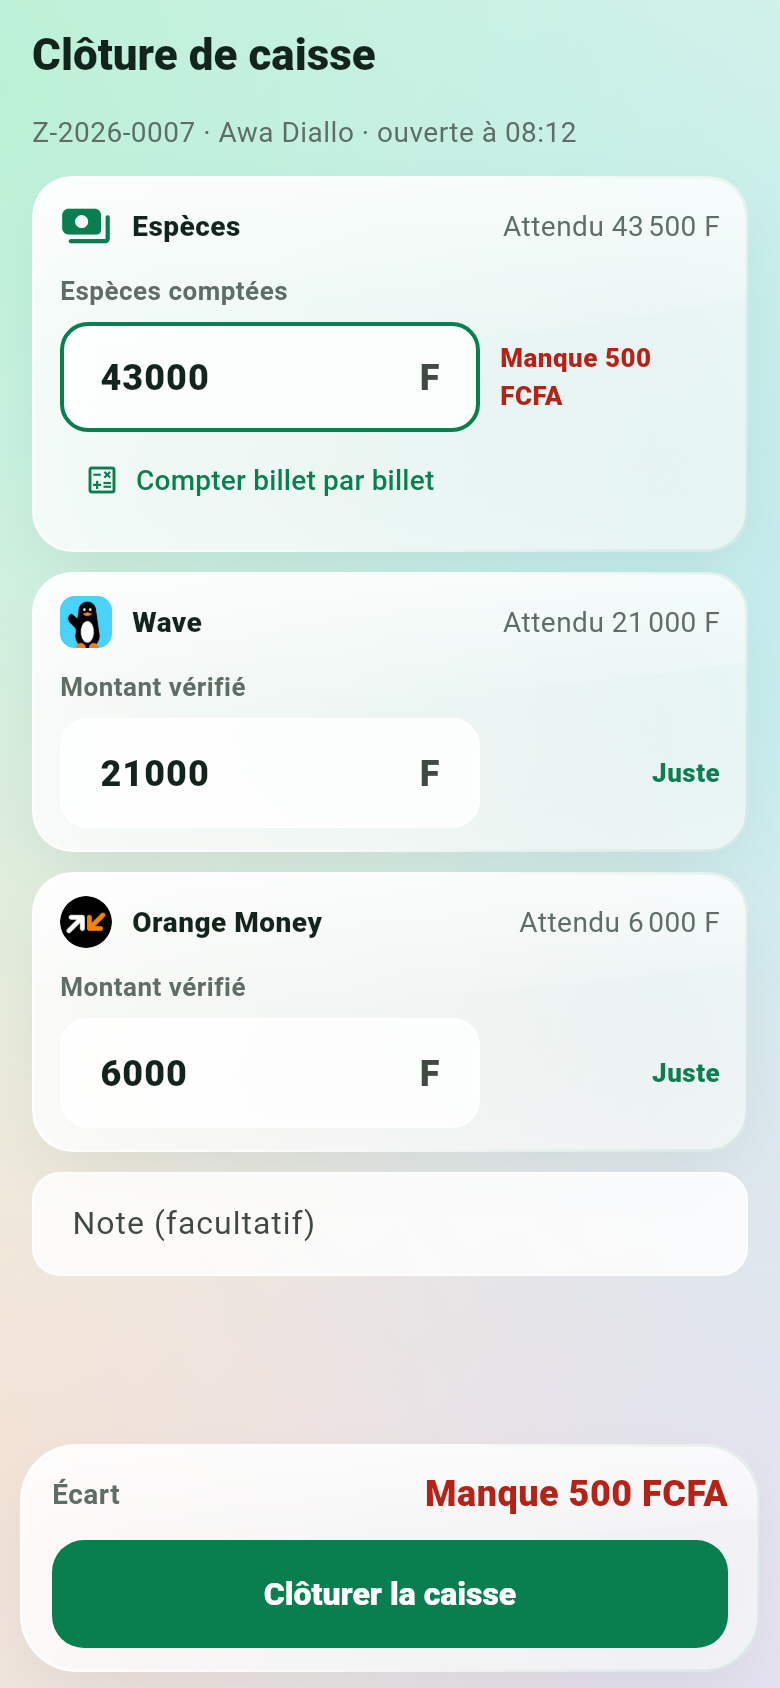 Clôture de caisse
Z-2026-0007 · Awa Diallo · ouverte à 08:12
Espèces
Attendu 43 500 F
Espèces comptées
43000 F
Manque 500
FCFA
Compter billet par billet
Wave
Attendu 21 000 F
Montant vérifié
21000 F
Juste
Orange Money
Attendu 6 000 F
Montant vérifié
6000 F
Juste
Note (facultatif)
Écart
Manque 500 FCFA
Clôturer la caisse